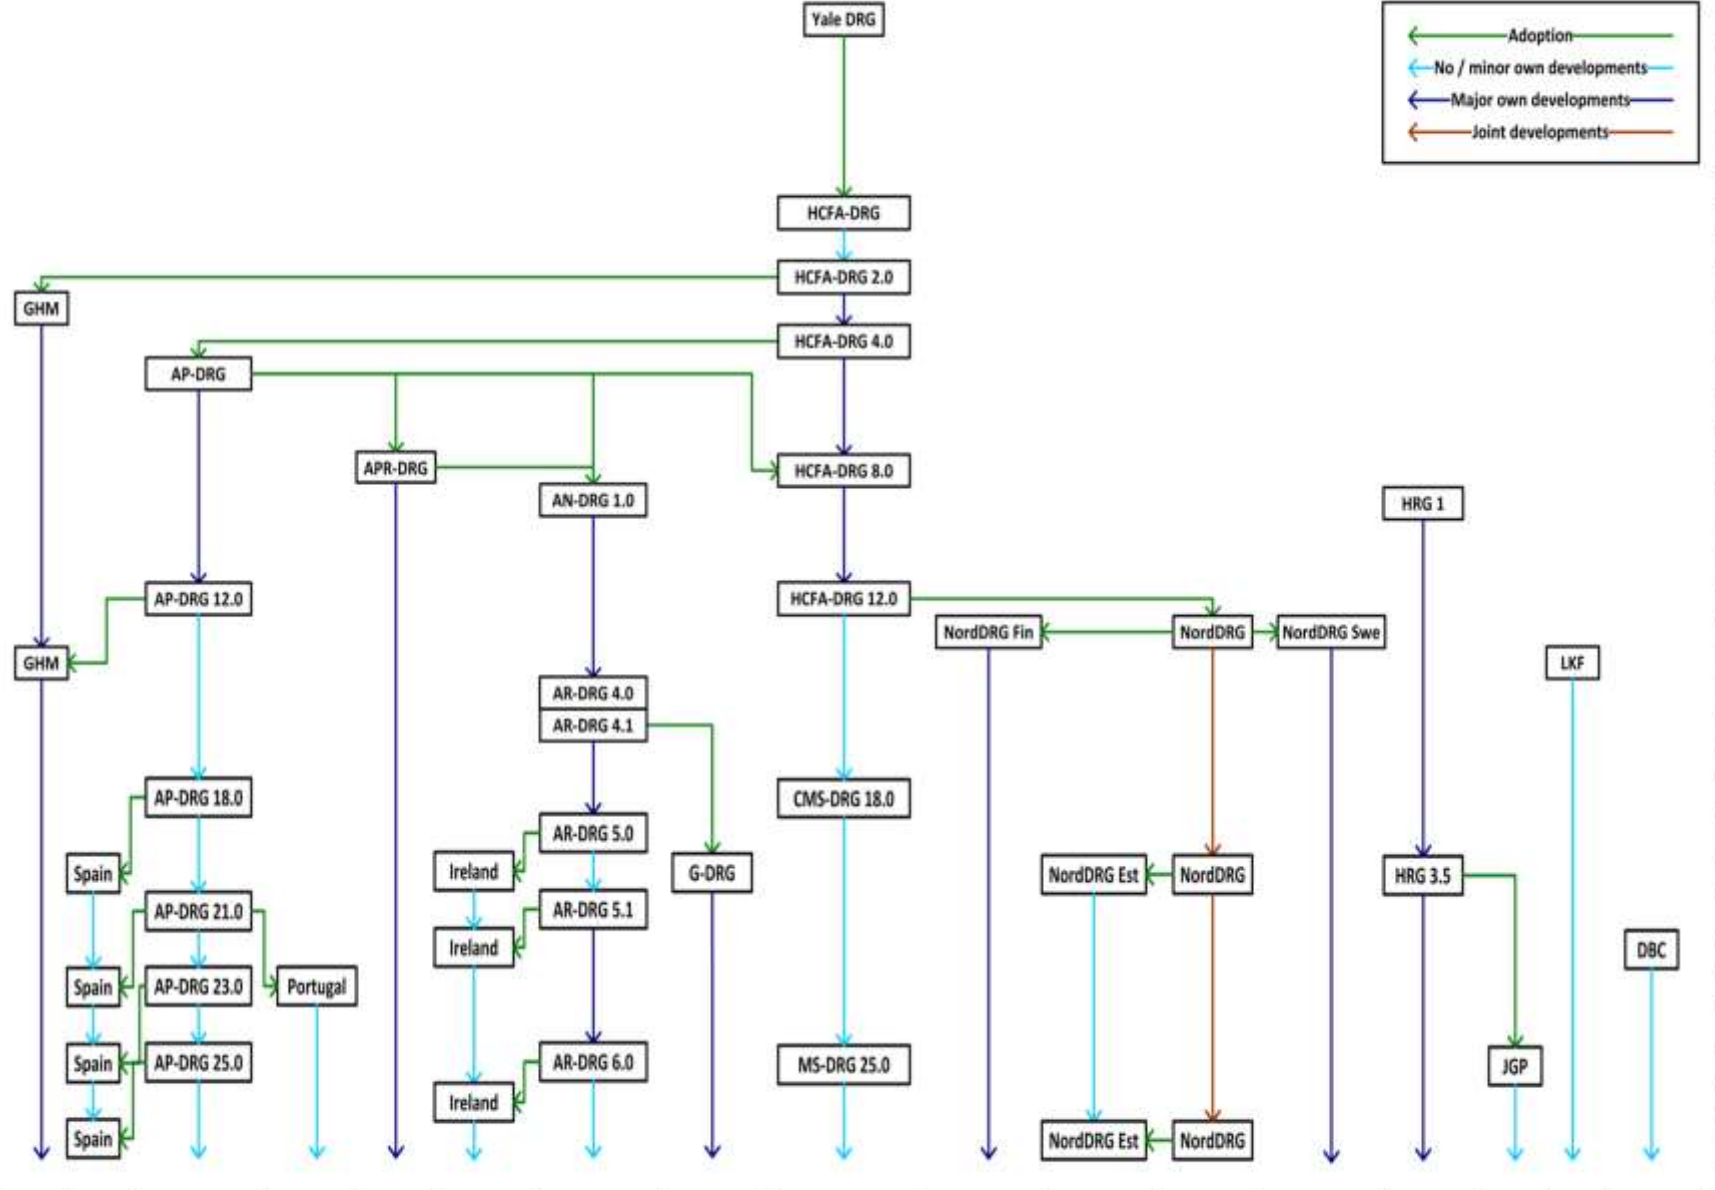 Yale DRG
Adoption
No / minor own developments
Major own developments
Joint developments
HCFA-DRG
HCFA-DRG 2.0
GHM
HCFA-DRG 4.0
AP-DRG
APR-DRG
HCFA-DRG 8.0
AN-DRG 1.0
HRG 1
AP-DRG 12.0
HCFA-DRG 12.0
NordDRG Fin
NordDRG
NordDRG Swe
GHM
LKF
AR-DRG 4.0
AR-DRG 4.1
AP-DRG 18.0
CMS-DRG 18.0
AR-DRG 5.0
Spain
Ireland
G-DRG
NordDRG Est
NordDRG
HRG 3.5
AP-DRG 21.0
AR-DRG 5.1
Ireland
DBC
Spain
AP-DRG 23.0
Portugal
Spain
AP-DRG 25.0
AR-DRG 6.0
MS-DRG 25.0
JGP
Ireland
Spain
NordDRG Est
NordDRG